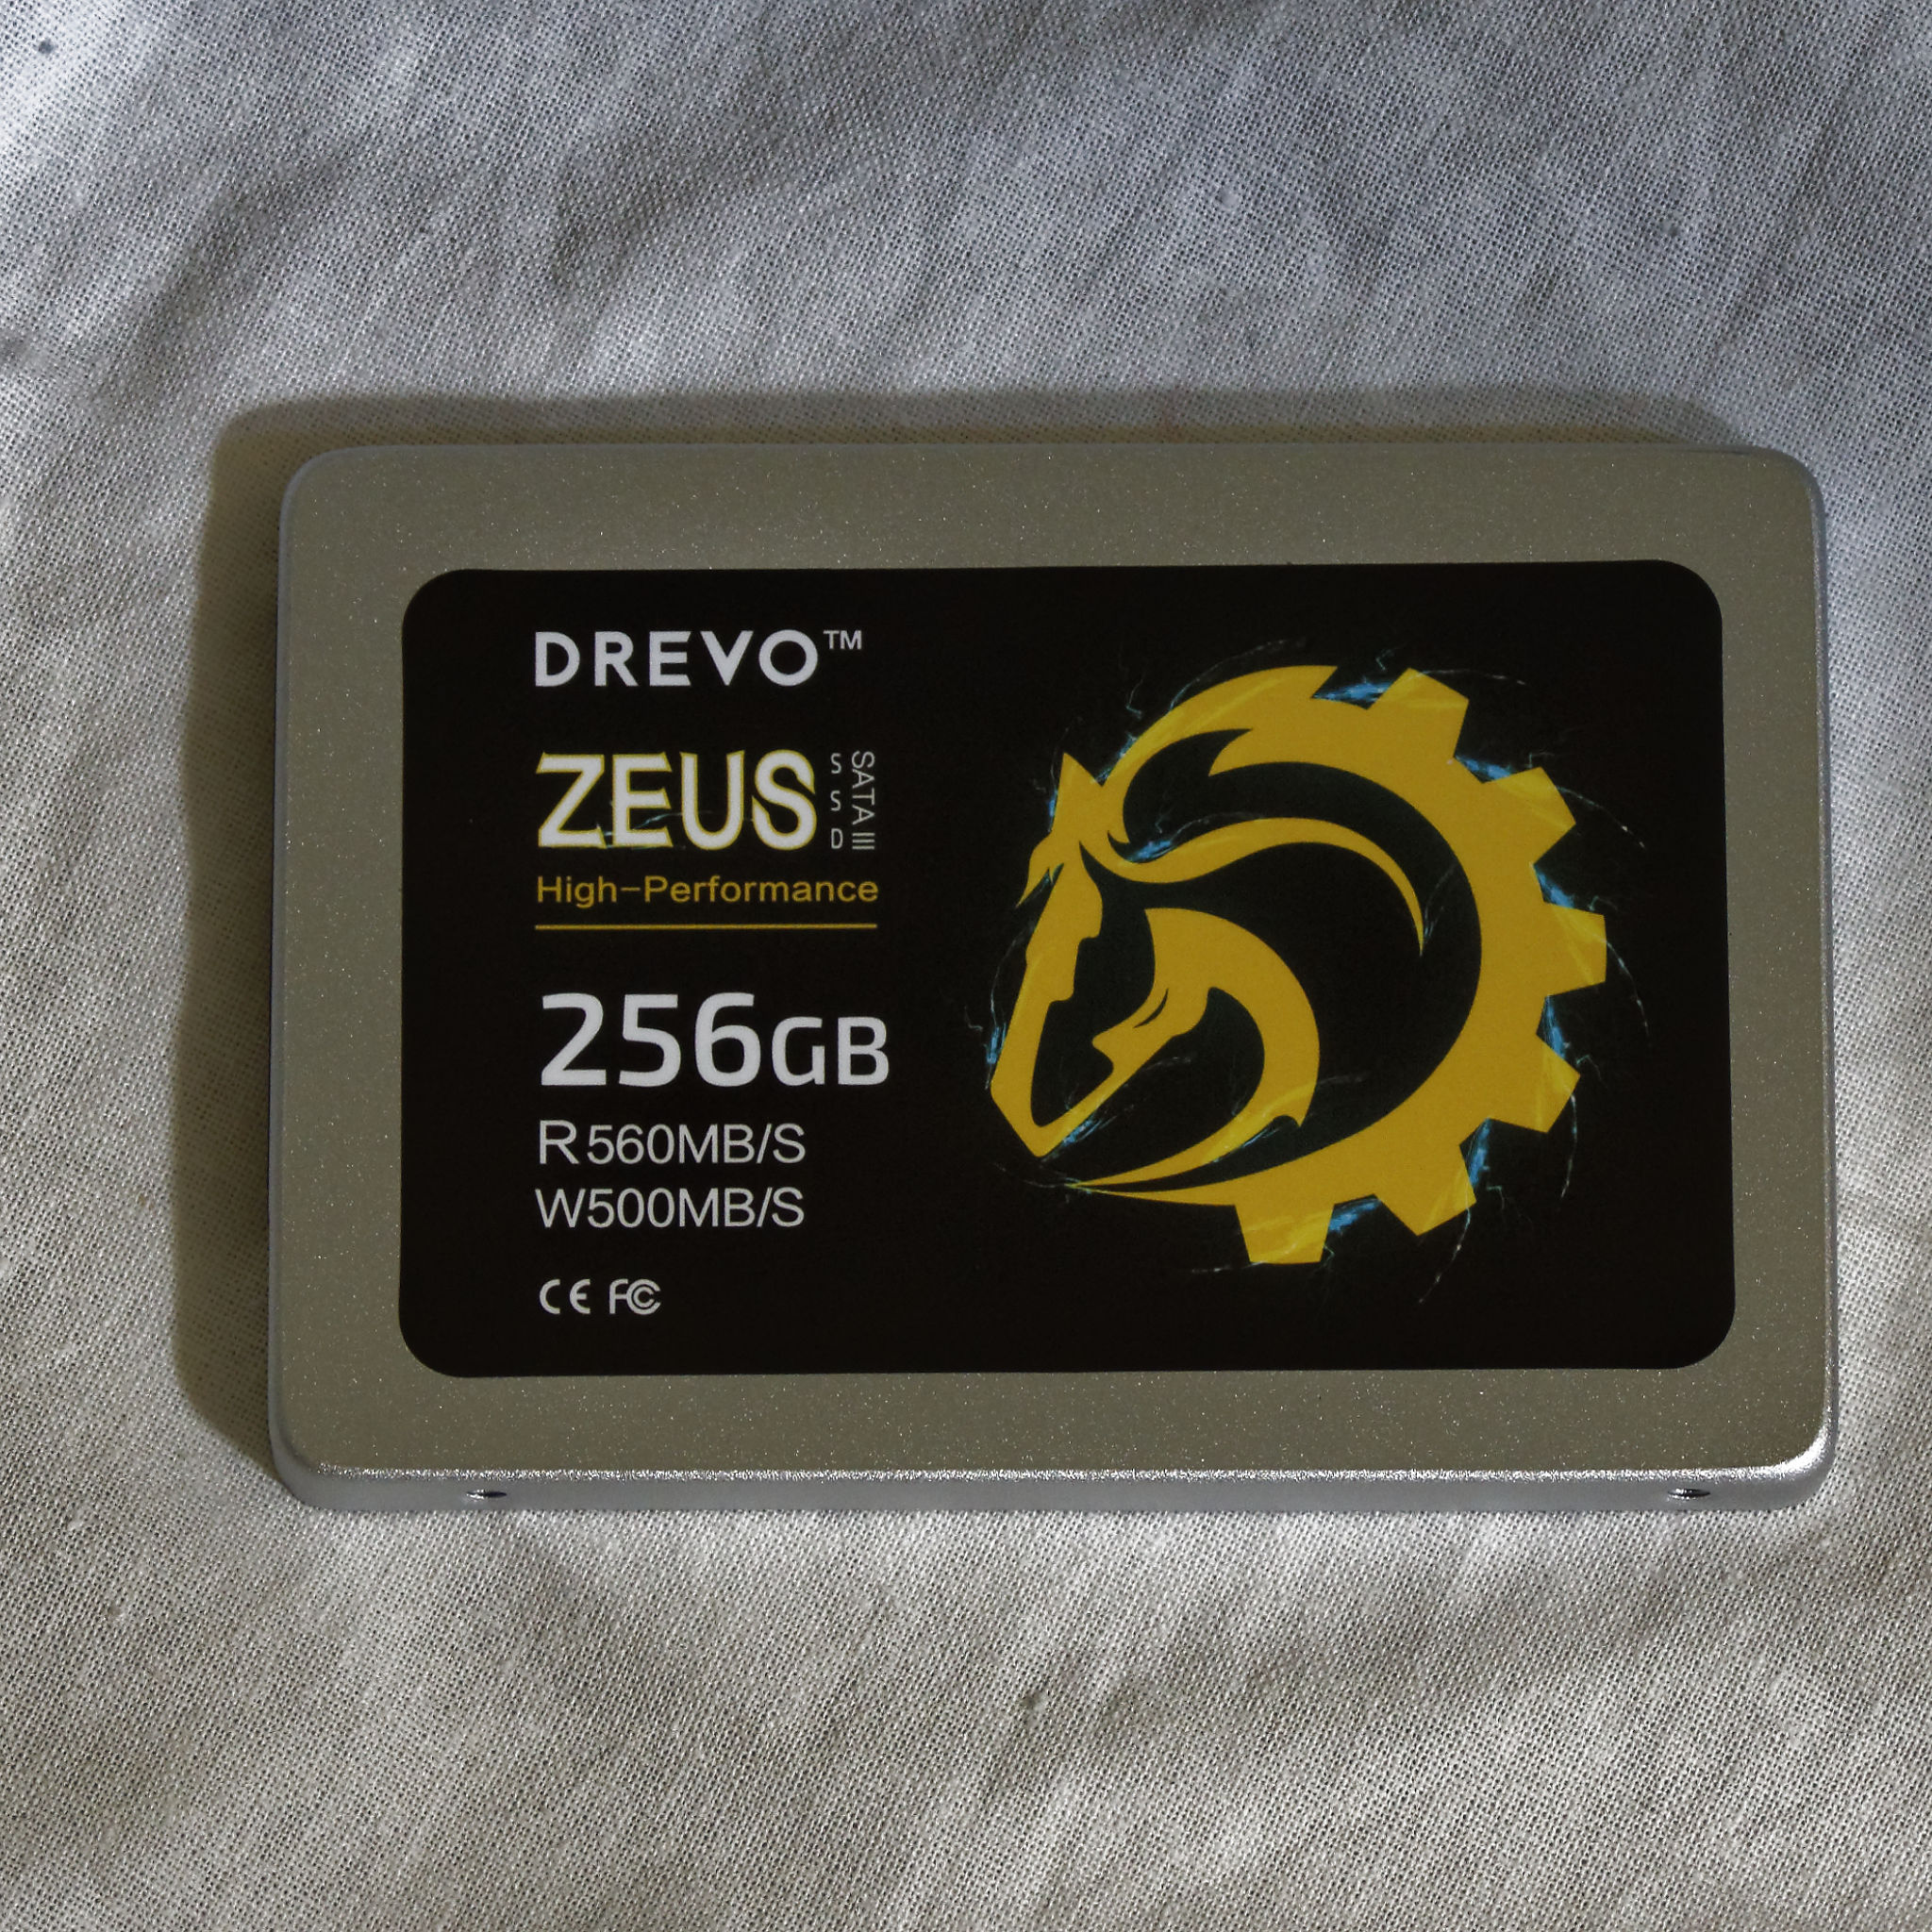 DREVO™
ZEUS SSD SATA III
High-Performance
256GB
R560MB/S
W500MB/S
CE FC